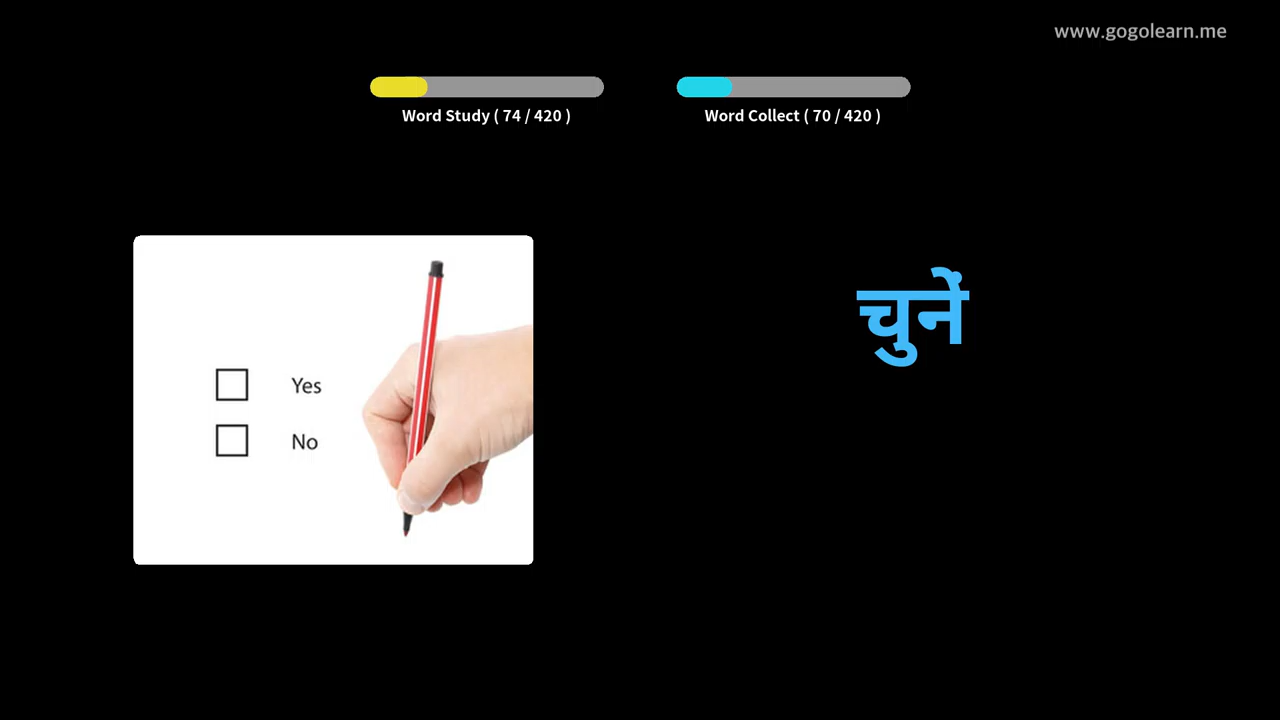 www.gogolearn.me
Word Study ( 74 / 420 )
Word Collect ( 70 / 420 )
चुनें
Yes
No